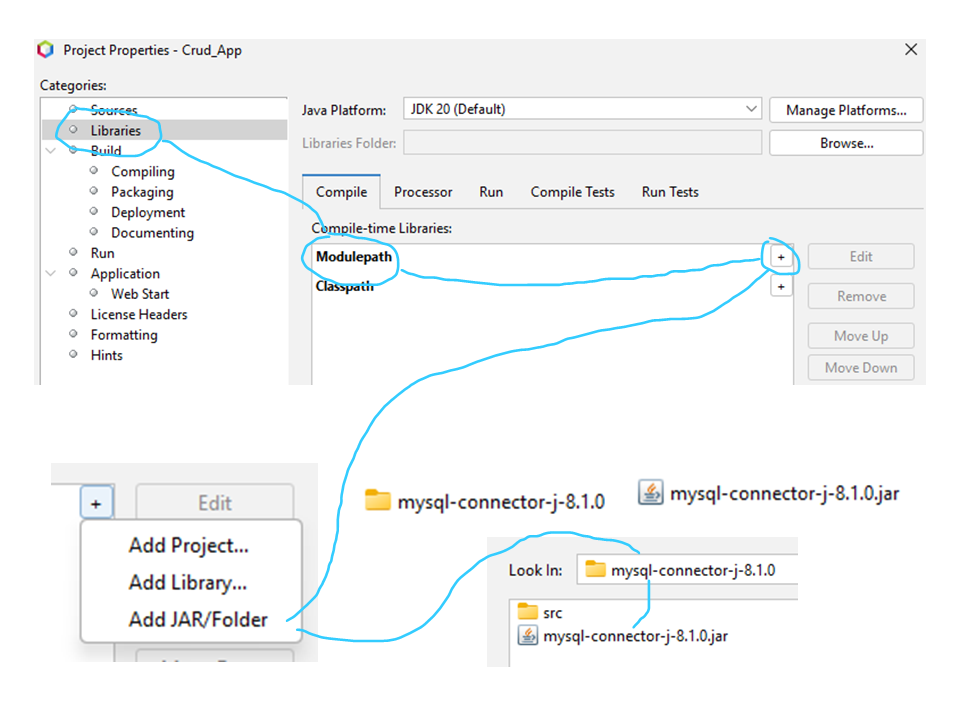 Project Properties - Crud_App
Categories:
Sources
Libraries
Build
Compiling
Packaging
Deployment
Documenting
Run
Application
Web Start
License Headers
Formatting
Hints
Java Platform: JDK 20 (Default) Manage Platforms...
Libraries Folder: Browse...
Compile Processor Run Compile Tests Run Tests
Compile-time Libraries:
Modulepath + Edit
Classpath + Remove
Move Up
Move Down
+ Edit
Add Project...
Add Library...
Add JAR/Folder
mysql-connector-j-8.1.0
mysql-connector-j-8.1.0.jar
Look In: mysql-connector-j-8.1.0
src
mysql-connector-j-8.1.0.jar